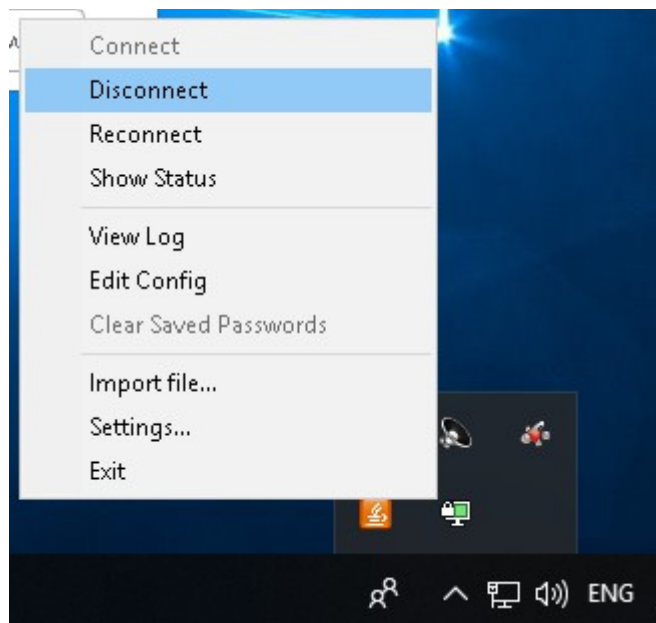 Connect
Disconnect
Reconnect
Show Status
View Log
Edit Config
Clear Saved Passwords
Import file...
Settings...
Exit
ENG